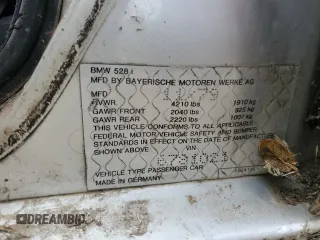 BMW 528 i
MFD BY BAYERISCHE MOTOREN WERKE AG
MFD 11/79
GVWR 4210 lbs 1910 kg
GAWR FRONT 2040 lbs 925 kg
GAWR REAR 2220 lbs 1007 kg
THIS VEHICLE CONFORMS TO ALL APPLICABLE
FEDERAL MOTOR VEHICLE SAFETY AND BUMPER
STANDARDS IN EFFECT ON THE DATE OF MANUFACTURE
SHOWN ABOVE
VIN
VEHICLE TYPE PASSENGER CAR
MADE IN GERMANY
DREAMBID